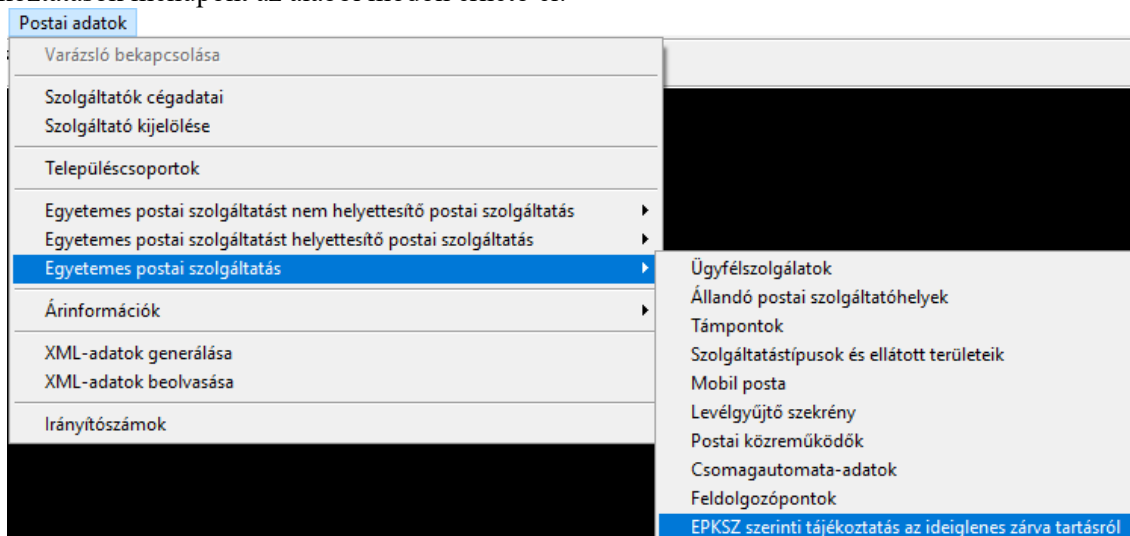 Postai adatok
Varázsló bekapcsolása
Szolgáltatók cégadatai
Szolgáltató kijelölése
Településcsoportok
Egyetemes postai szolgáltatást nem helyettesítő postai szolgáltatás
Egyetemes postai szolgáltatást helyettesítő postai szolgáltatás
Egyetemes postai szolgáltatás
Árinformációk
XML-adatok generálása
XML-adatok beolvasása
Irányítószámok
Ügyfélszolgálatok
Állandó postai szolgáltatóhelyek
Támpontok
Szolgáltatástípusok és ellátott területeik
Mobil posta
Levélgyűjtő szekrény
Postai közreműködők
Csomagautomata-adatok
Feldolgozópontok
EPKSZ szerinti tájékoztatás az ideiglenes zárva tartásról